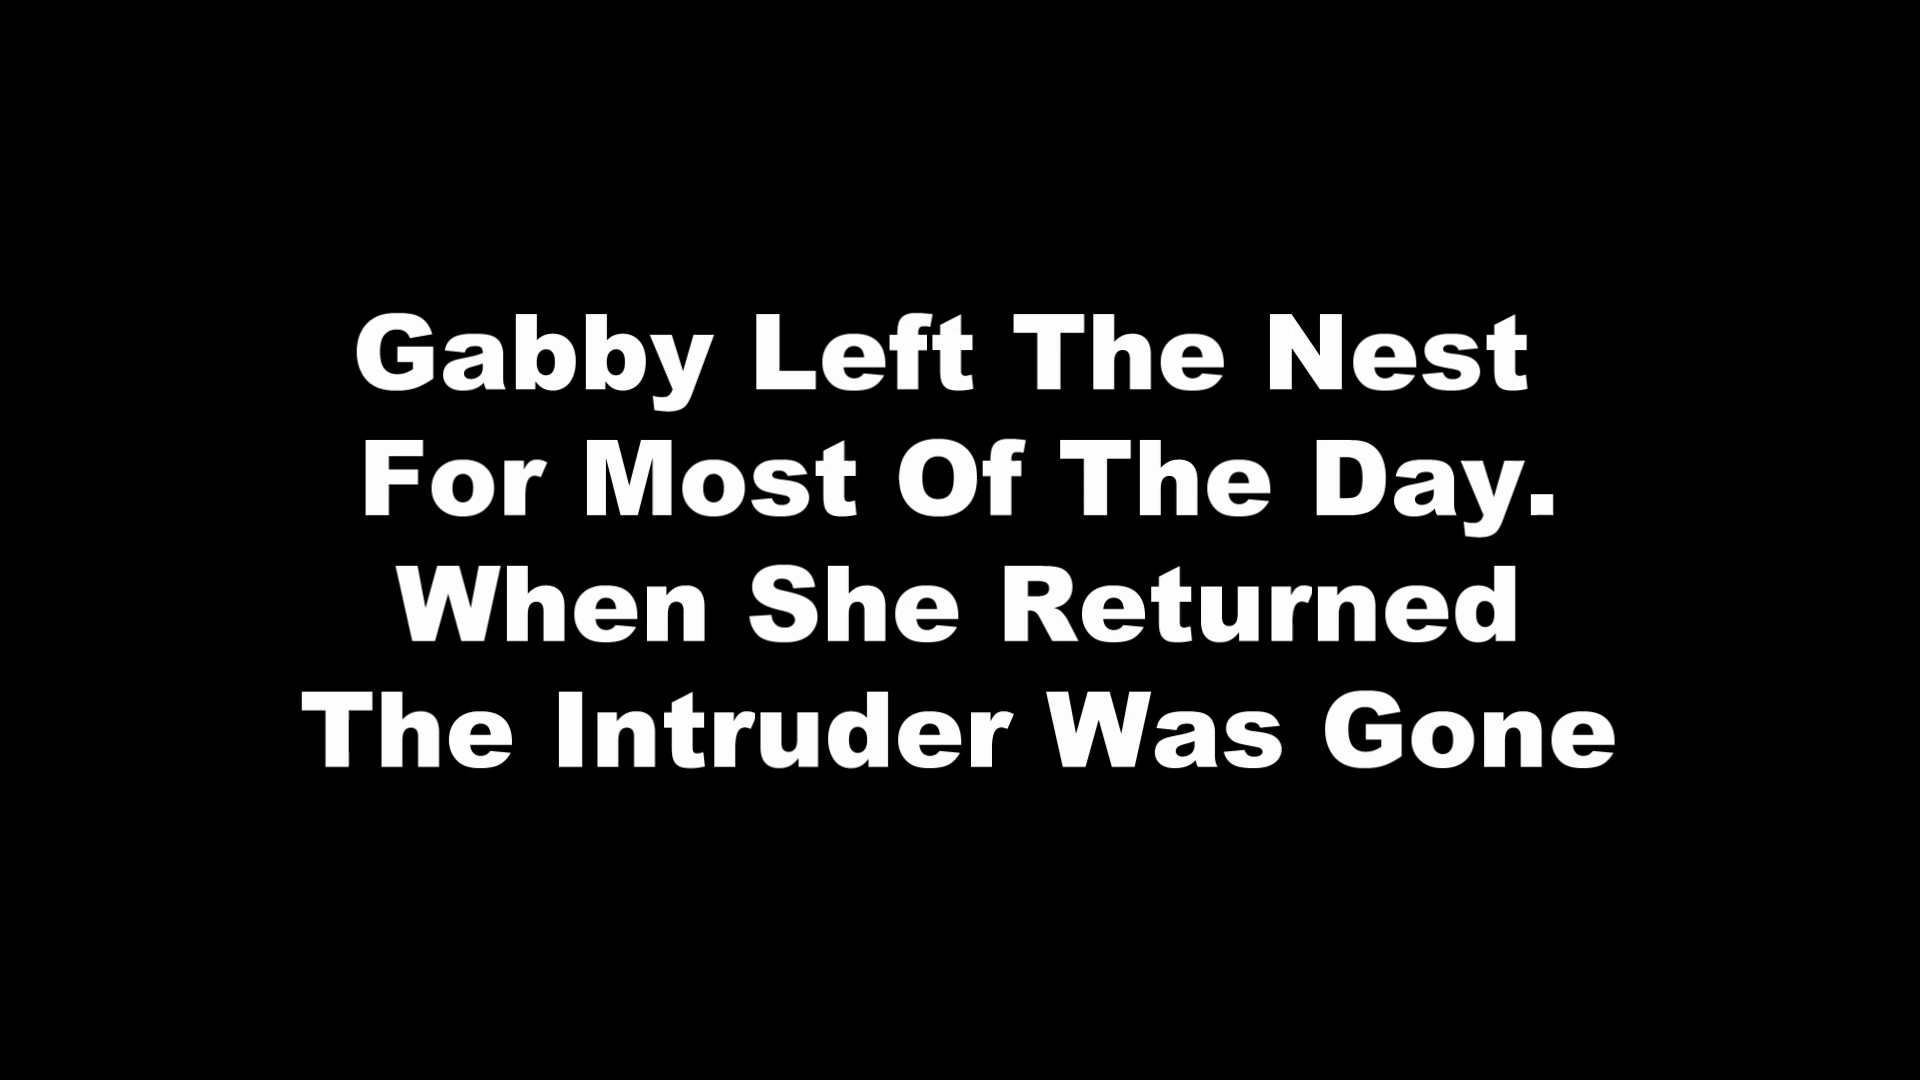 Gabby Left The Nest
For Most Of The Day.
When She Returned
The Intruder Was Gone